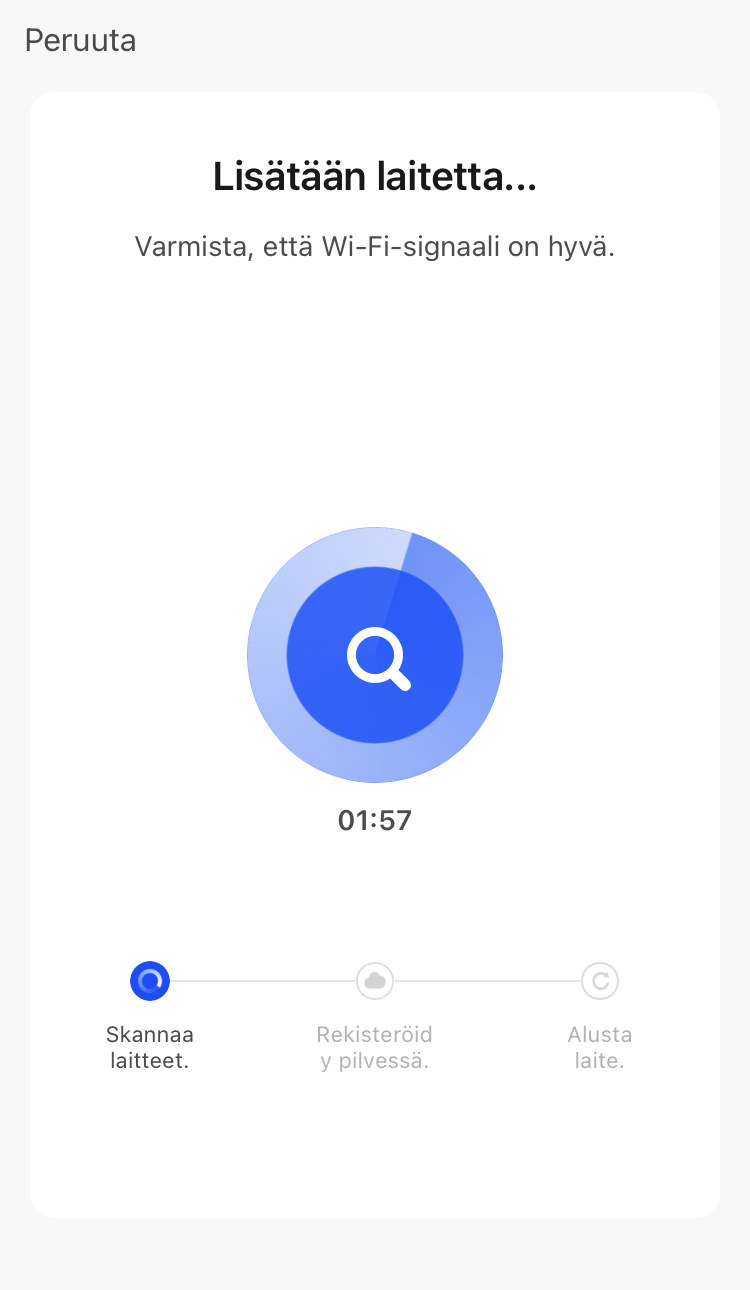 Peruuta
Lisätään laitetta...
Varmista, että Wi-Fi-signaali on hyvä.
01:57
Skannaa
laitteet.
Rekisteröid
y pilvessä.
Alusta
laite.